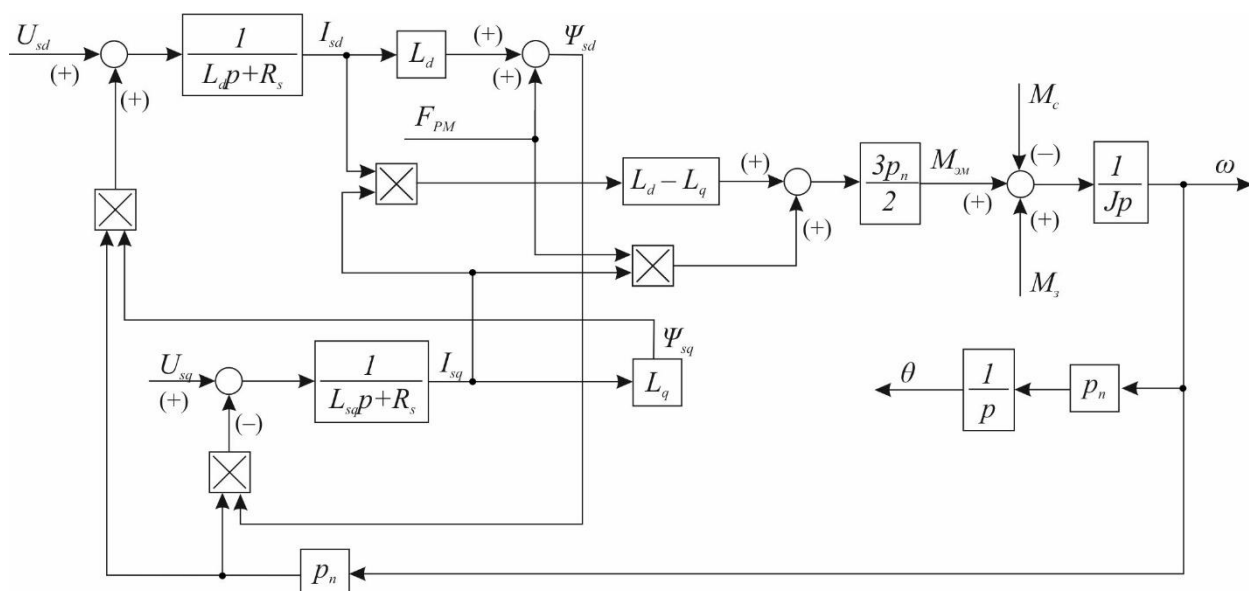 U_sd (+) (+) 1 / (L_d p+R_s) I_sd L_d (+) (+) Ψ_sd
F_PM
L_d – L_q (+) (+) 3p_n / 2 M_эм (+) M_c (–) (+) M_з 1 / Jp ω
U_sq (+) (–) 1 / (L_sq p+R_s) I_sq Ψ_sq L_q
θ 1 / p p_n
p_n